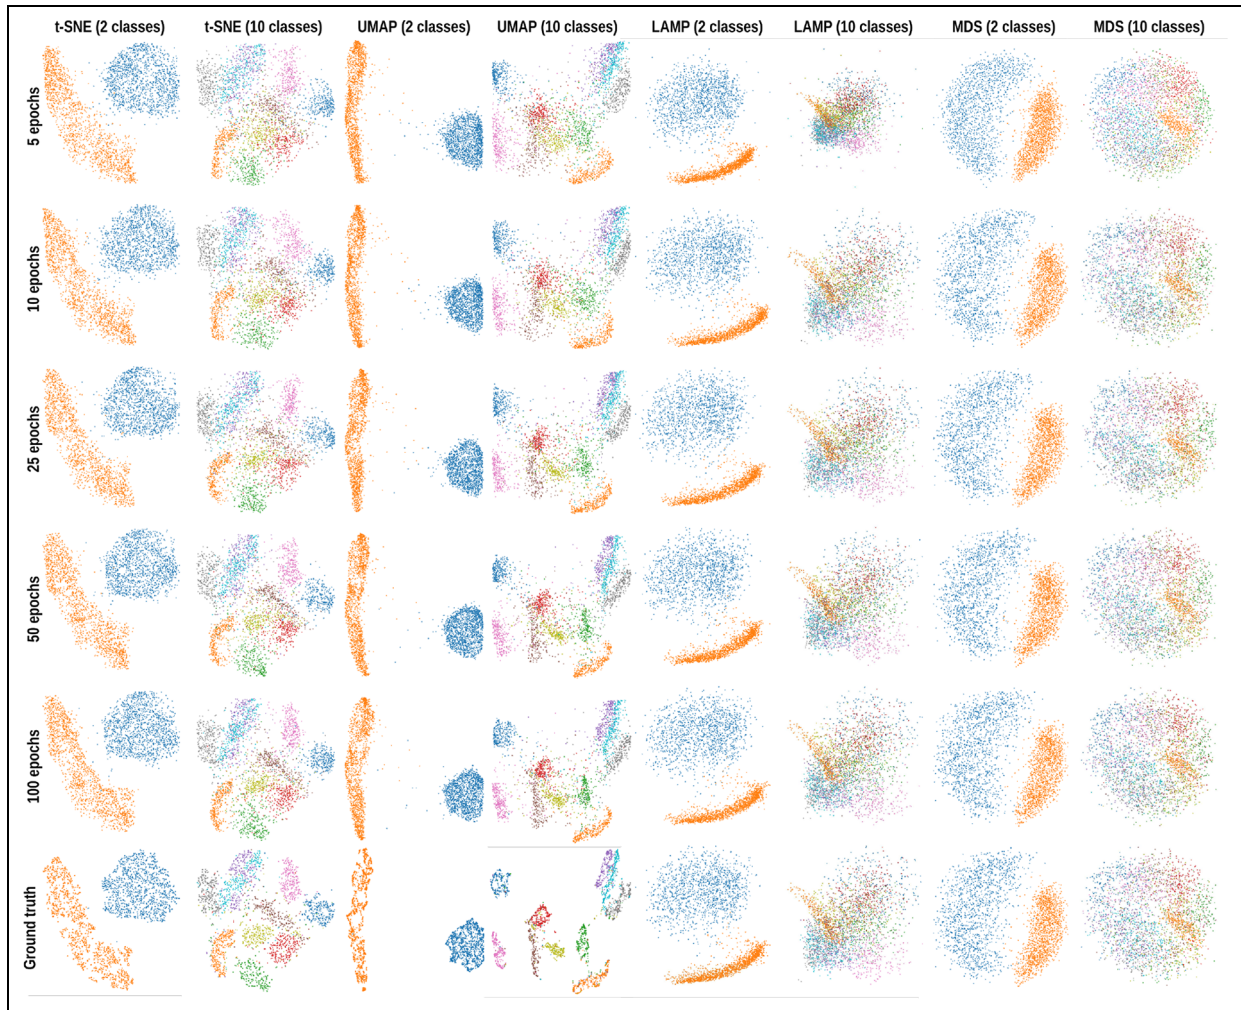 t-SNE (2 classes)
t-SNE (10 classes)
UMAP (2 classes)
UMAP (10 classes)
LAMP (2 classes)
LAMP (10 classes)
MDS (2 classes)
MDS (10 classes)
5 epochs
10 epochs
25 epochs
50 epochs
100 epochs
Ground truth